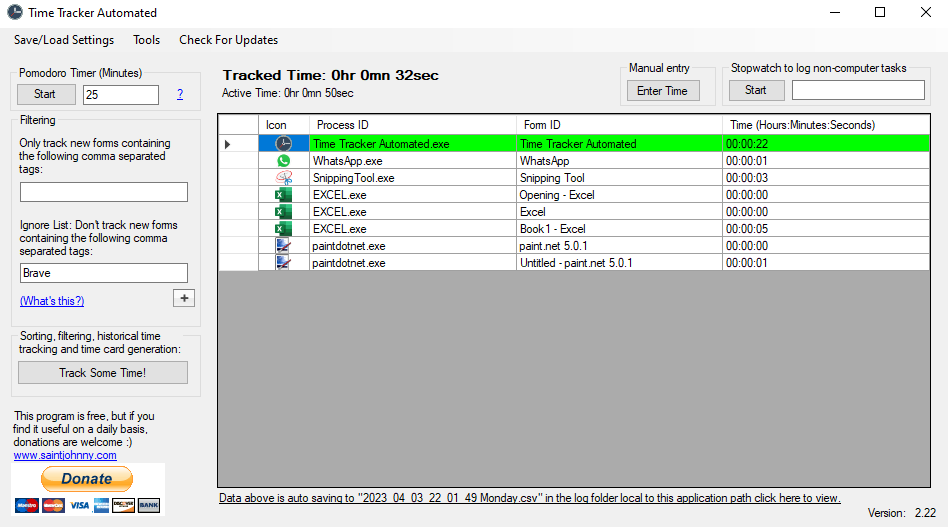 Time Tracker Automated
Save/Load Settings Tools Check For Updates
Pomodoro Timer (Minutes)
Start 25 ?
Tracked Time: 0hr 0mn 32sec
Active Time: 0hr 0mn 50sec
Manual entry
Enter Time
Stopwatch to log non-computer tasks
Start
Filtering
Only track new forms containing
the following comma separated
tags:
Ignore List: Don't track new forms
containing the following comma
separated tags:
Brave
(What's this?) +
Sorting, filtering, historical time
tracking and time card generation:
Track Some Time!
This program is free, but if you
find it useful on a daily basis,
donations are welcome :)
www.saintjohnny.com
Donate
Maestro MasterCard VISA DISCOVER BANK
Icon Process ID Form ID Time (Hours:Minutes:Seconds)
Time Tracker Automated.exe Time Tracker Automated 00:00:22
WhatsApp.exe WhatsApp 00:00:01
SnippingTool.exe Snipping Tool 00:00:03
EXCEL.exe Opening - Excel 00:00:00
EXCEL.exe Excel 00:00:00
EXCEL.exe Book1 - Excel 00:00:05
paintdotnet.exe paint.net 5.0.1 00:00:00
paintdotnet.exe Untitled - paint.net 5.0.1 00:00:01
Data above is auto saving to "2023_04_03_22_01_49 Monday.csv" in the log folder local to this application path click here to view.
Version: 2.22